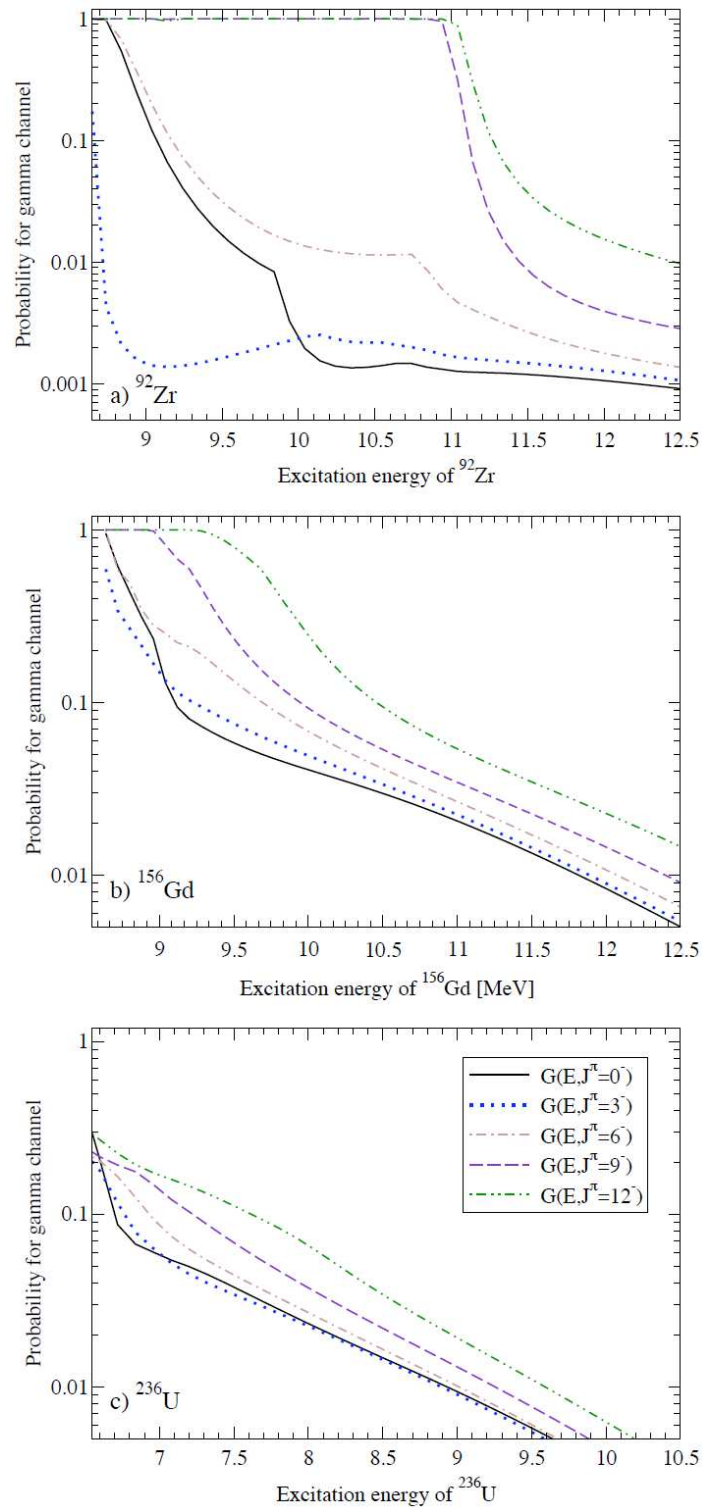 1
0.1
0.01
0.001
Probability for gamma channel
a) ⁹²Zr
9 9.5 10 10.5 11 11.5 12 12.5
Excitation energy of ⁹²Zr
1
0.1
0.01
Probability for gamma channel
b) ¹⁵⁶Gd
9 9.5 10 10.5 11 11.5 12 12.5
Excitation energy of ¹⁵⁶Gd [MeV]
1
0.1
0.01
Probability for gamma channel
G(E,Jπ=0⁻)
G(E,Jπ=3⁻)
G(E,Jπ=6⁻)
G(E,Jπ=9⁻)
G(E,Jπ=12⁻)
c) ²³⁶U
7 7.5 8 8.5 9 9.5 10 10.5
Excitation energy of ²³⁶U